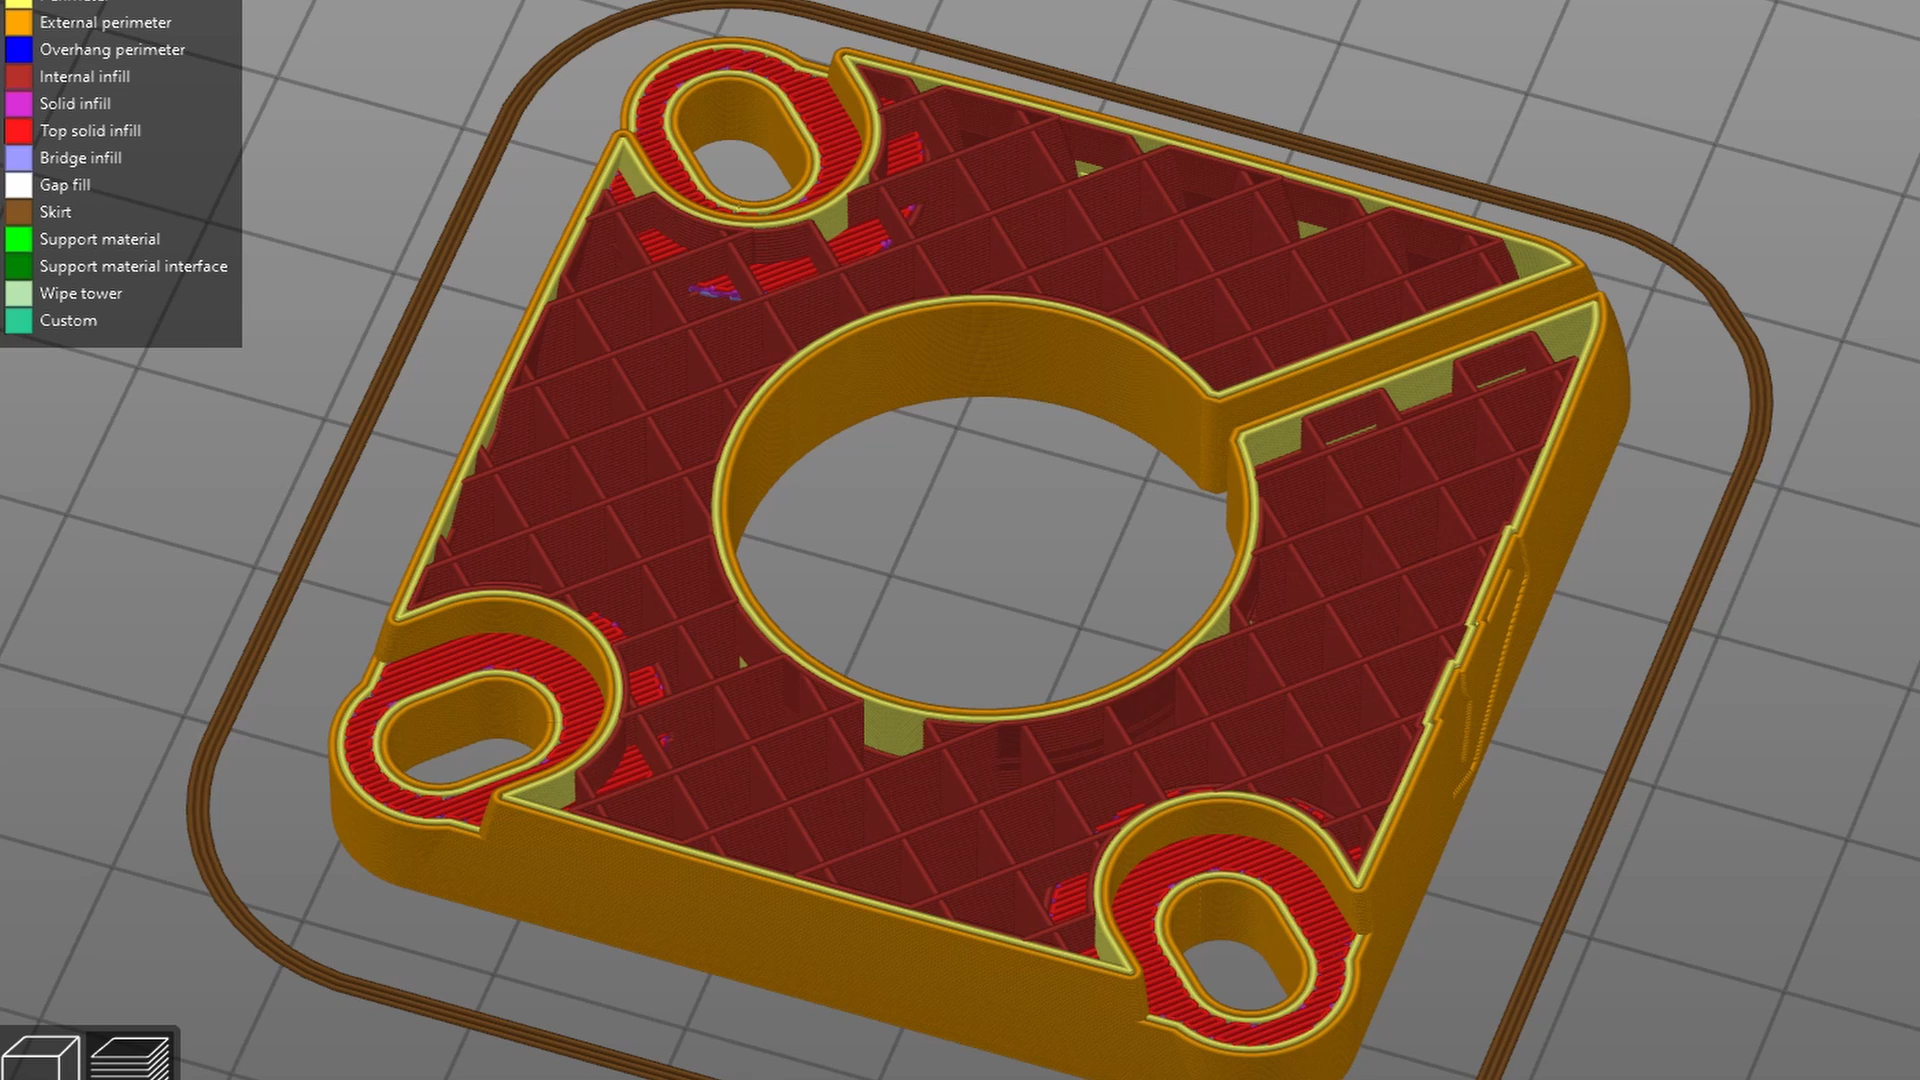 External perimeter
Overhang perimeter
Internal infill
Solid infill
Top solid infill
Bridge infill
Gap fill
Skirt
Support material
Support material interface
Wipe tower
Custom